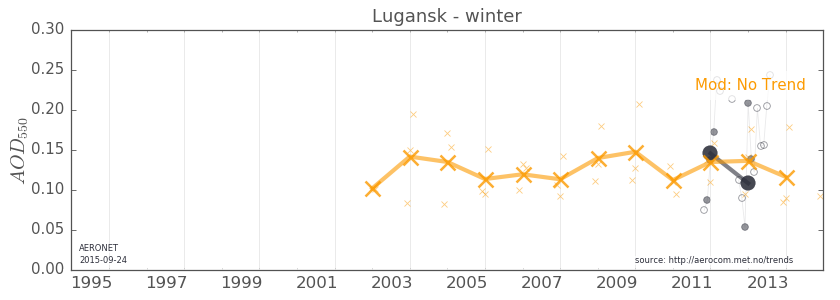 Lugansk - winter
0.30
0.25
0.20
0.15
0.10
0.05
0.00
AOD550
Mod: No Trend
AERONET
2015-09-24
source: http://aerocom.met.no/trends
1995 1997 1999 2001 2003 2005 2007 2009 2011 2013